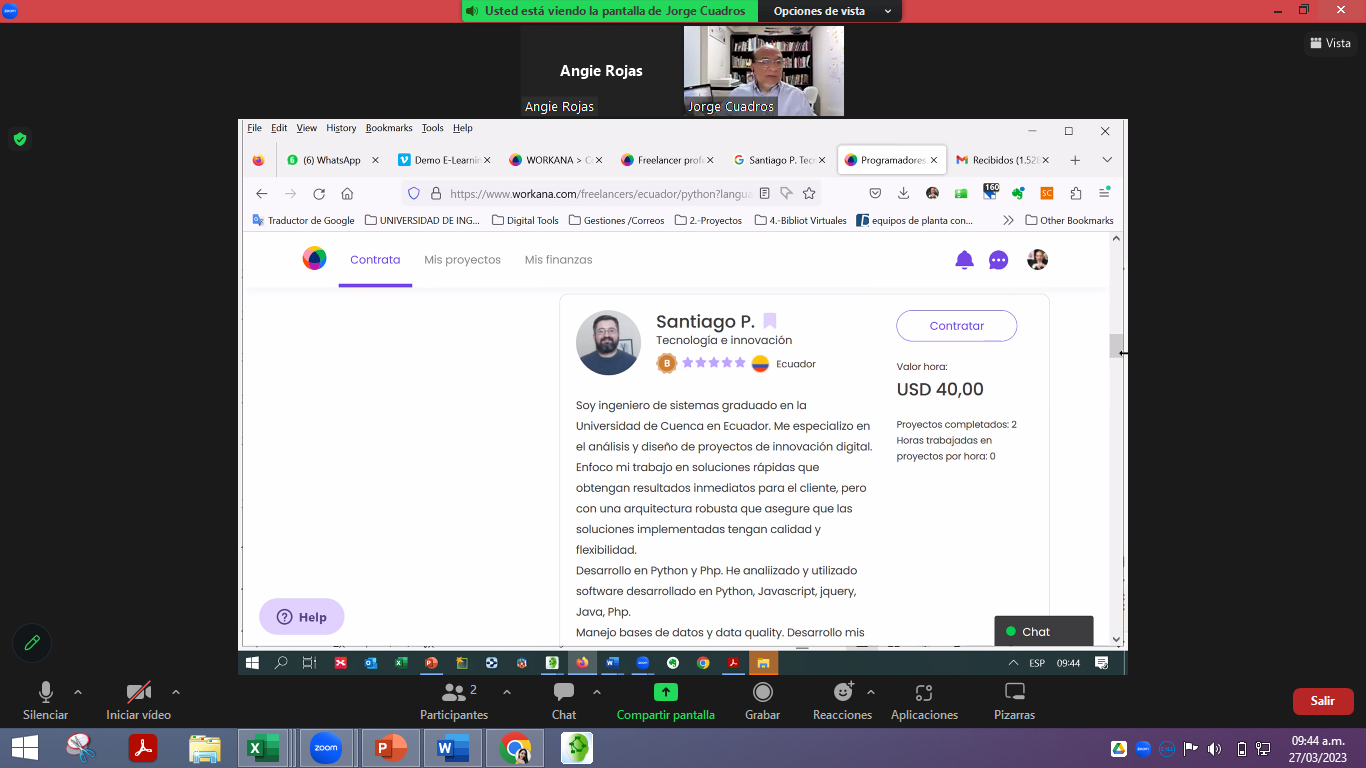 zoom
Usted está viendo la pantalla de Jorge Cuadros
Opciones de vista
Vista
Angie Rojas
Angie Rojas
Jorge Cuadros
File Edit View History Bookmarks Tools Help
(6) WhatsApp
Demo E-Learnin
WORKANA > C
Freelancer prof
Santiago P. Tec
Programadores
Recibidos (1.528
https://www.workana.com/freelancers/ecuador/python?langua
160
SC
Traductor de Google
UNIVERSIDAD DE ING...
Digital Tools
Gestiones /Correos
2.-Proyectos
4.-Bibliot Virtuales
equipos de planta con...
Other Bookmarks
Contrata
Mis proyectos
Mis finanzas
Santiago P.
Tecnología e innovación
B
Ecuador
Contratar
Valor hora:
USD 40,00
Proyectos completados: 2
Horas trabajadas en
proyectos por hora: 0
Soy ingeniero de sistemas graduado en la
Universidad de Cuenca en Ecuador. Me especializo en
el análisis y diseño de proyectos de innovación digital.
Enfoco mi trabajo en soluciones rápidas que
obtengan resultados inmediatos para el cliente, pero
con una arquitectura robusta que asegure que las
soluciones implementadas tengan calidad y
flexibilidad.
Desarrollo en Python y Php. He analiizado y utilizado
software desarrollado en Python, Javascript, jquery,
Java, Php.
Manejo bases de datos y data quality. Desarrollo mis
Help
Chat
ESP 09:44
Silenciar
Iniciar vídeo
Participantes
2
Chat
Compartir pantalla
Grabar
Reacciones
Aplicaciones
Pizarras
Salir
zoom
09:44 a.m.
27/03/2023